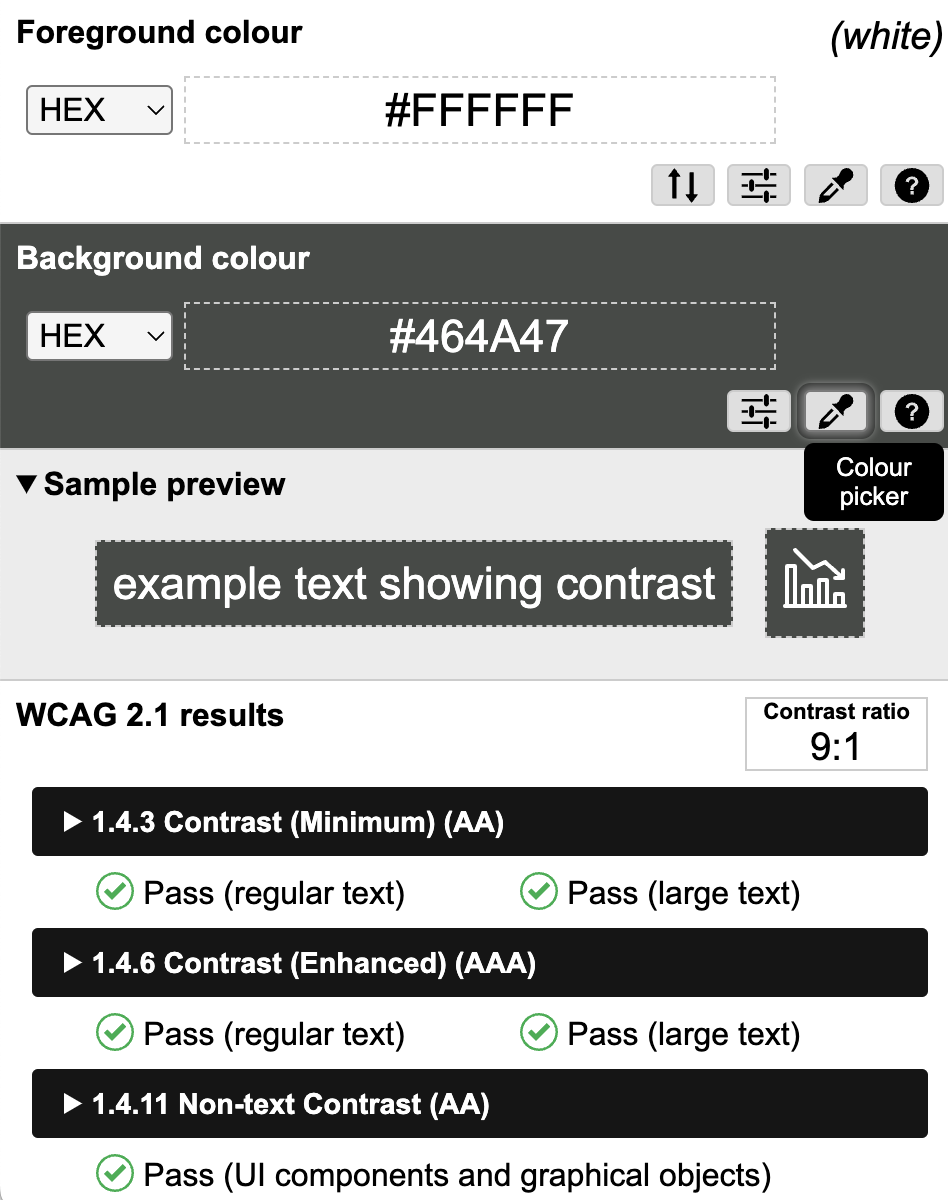 Foreground colour
(white)
HEX
#FFFFFF
?
Background colour
HEX
#464A47
?
Colour
picker
▼ Sample preview
example text showing contrast
WCAG 2.1 results
Contrast ratio
9:1
▶ 1.4.3 Contrast (Minimum) (AA)
Pass (regular text) Pass (large text)
▶ 1.4.6 Contrast (Enhanced) (AAA)
Pass (regular text) Pass (large text)
▶ 1.4.11 Non-text Contrast (AA)
Pass (UI components and graphical objects)